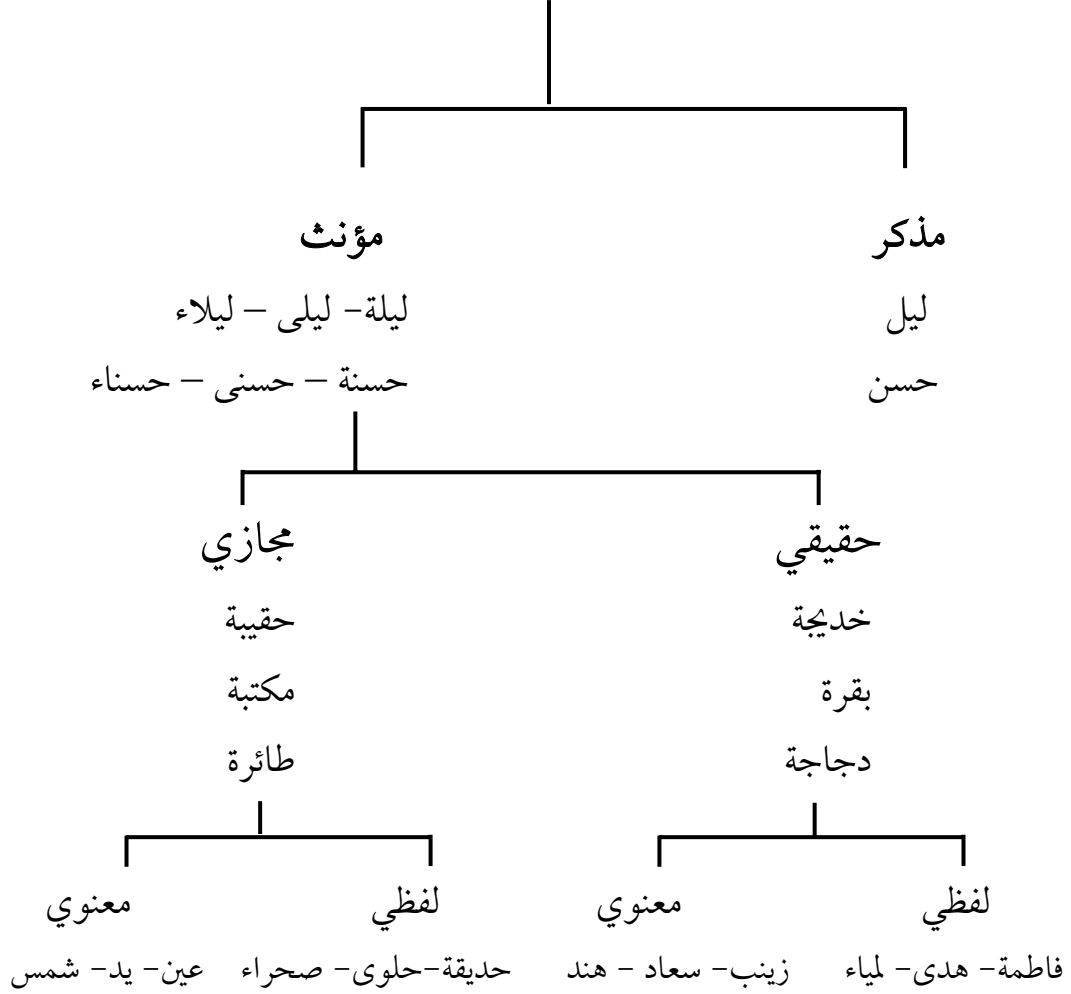 مذكر
ليل
حسن
مؤنث
ليلة- ليلى – ليلاء
حسنة – حسنى – حسناء
حقيقي
خديجة
بقرة
دجاجة
مجازي
حقيبة
مكتبة
طائرة
لفظي
فاطمة- هدى- لمياء
معنوي
زينب- سعاد - هند
لفظي
حديقة-حلوى- صحراء
معنوي
عين- يد- شمس